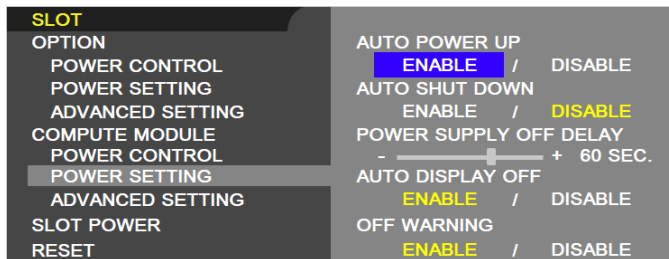 SLOT
OPTION
POWER CONTROL
POWER SETTING
ADVANCED SETTING
COMPUTE MODULE
POWER CONTROL
POWER SETTING
ADVANCED SETTING
SLOT POWER
RESET
AUTO POWER UP
ENABLE / DISABLE
AUTO SHUT DOWN
ENABLE / DISABLE
POWER SUPPLY OFF DELAY
- + 60 SEC.
AUTO DISPLAY OFF
ENABLE / DISABLE
OFF WARNING
ENABLE / DISABLE